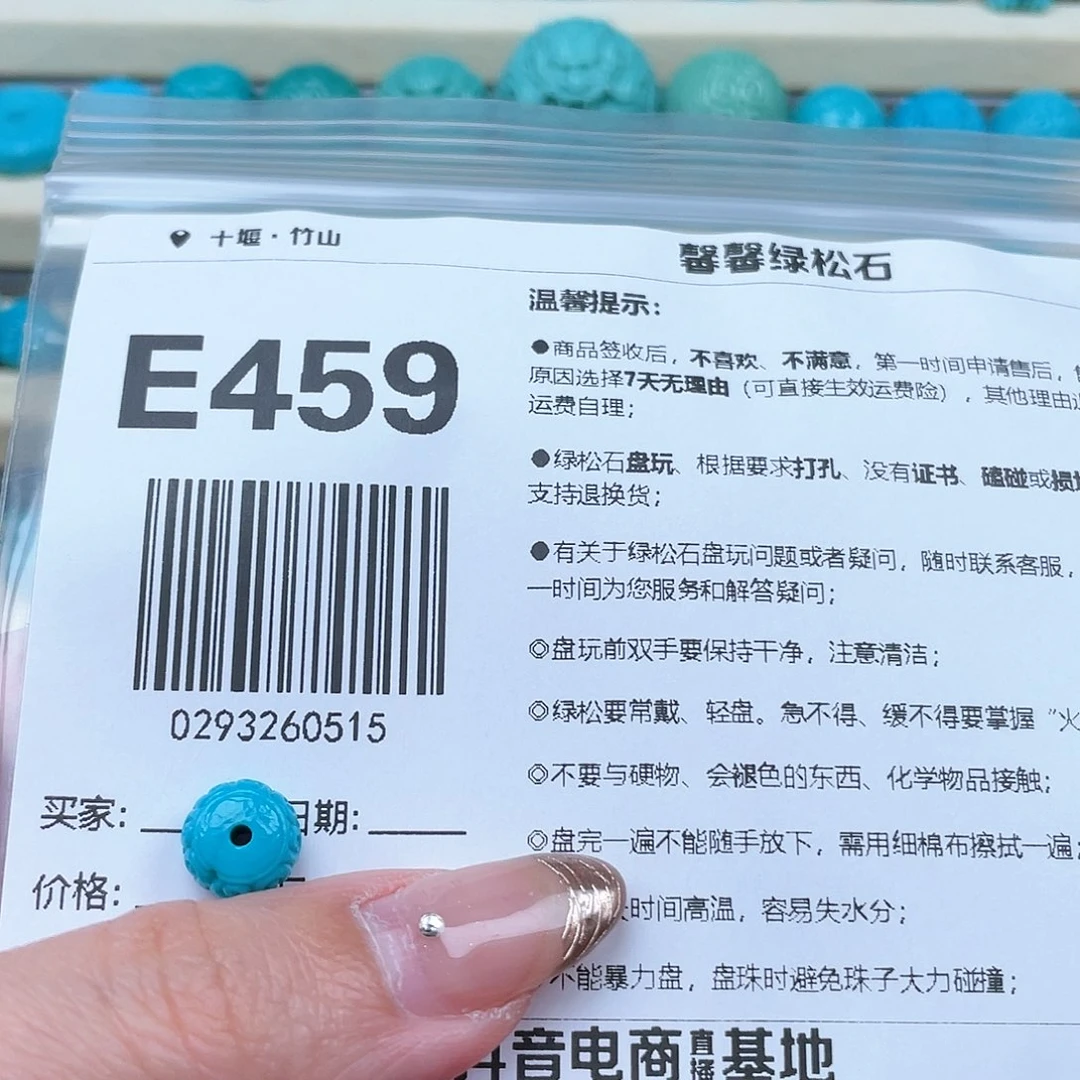 十堰·竹山
馨馨绿松石
E459
0293260515
买家:
日期:
价格:
温馨提示:
●商品签收后，不喜欢、不满意，第一时间申请售后，
原因选择7天无理由（可直接生效运费险），其他理由
运费自理；
●绿松石盘玩、根据要求打孔、没有证书、磕碰或损
支持退换货；
●有关于绿松石盘玩问题或者疑问，随时联系客服，
一时间为您服务和解答疑问；
◎盘玩前双手要保持干净，注意清洁；
◎绿松要常戴、轻盘。急不得、缓不得要掌握“火
◎不要与硬物、会褪色的东西、化学物品接触；
◎盘完一遍不能随手放下，需用细棉布擦拭一遍；
时间高温，容易失水分；
不能暴力盘，盘珠时避免珠子大力碰撞；
抖音电商直播基地